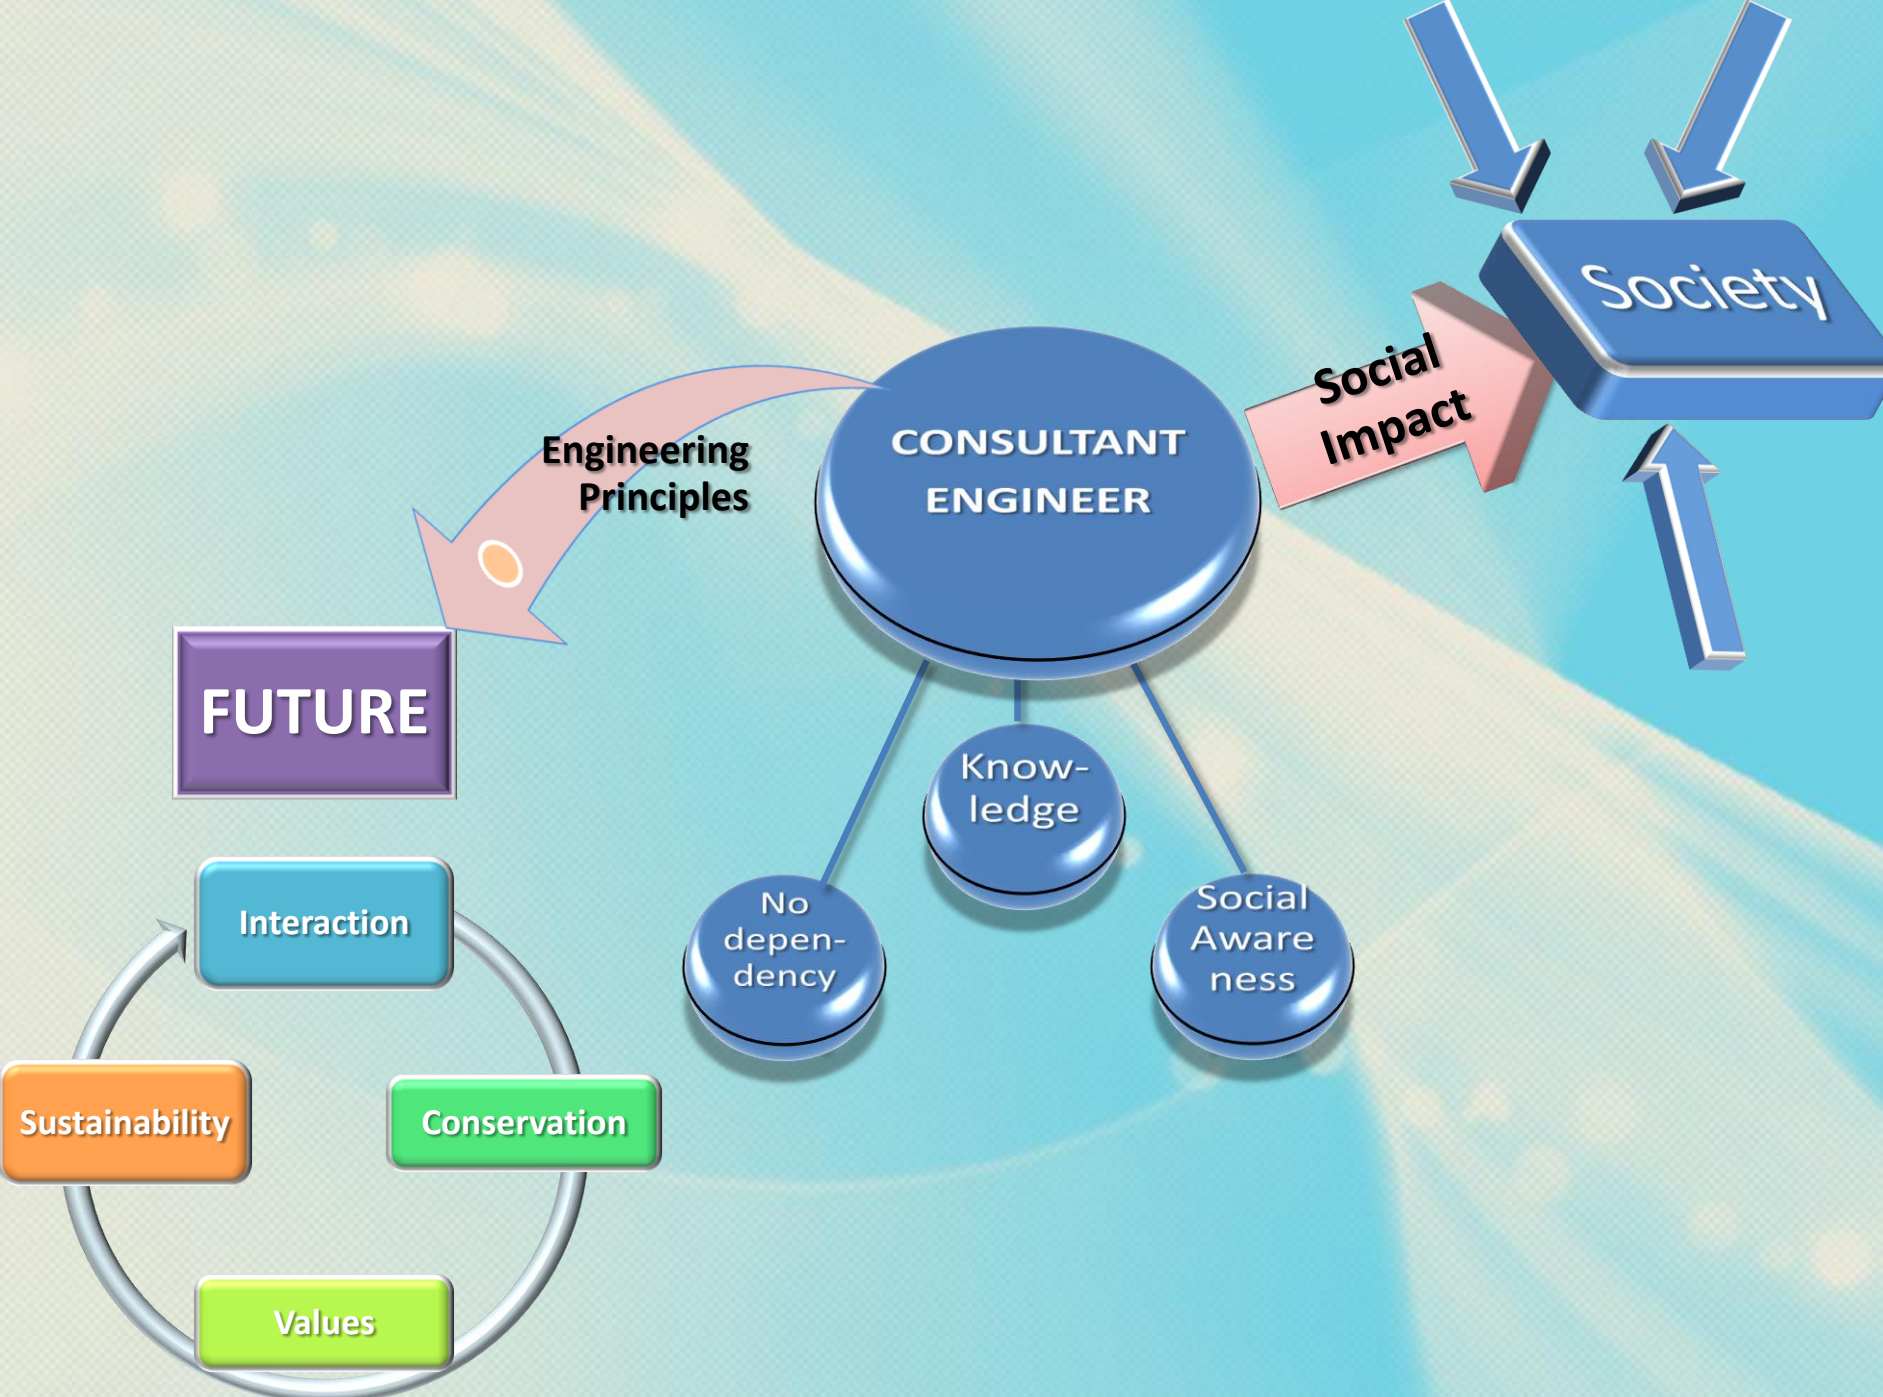 Society
Social
Impact
CONSULTANT
ENGINEER
Engineering
Principles
FUTURE
Know-
ledge
No
depen-
dency
Social
Aware
ness
Interaction
Sustainability
Conservation
Values